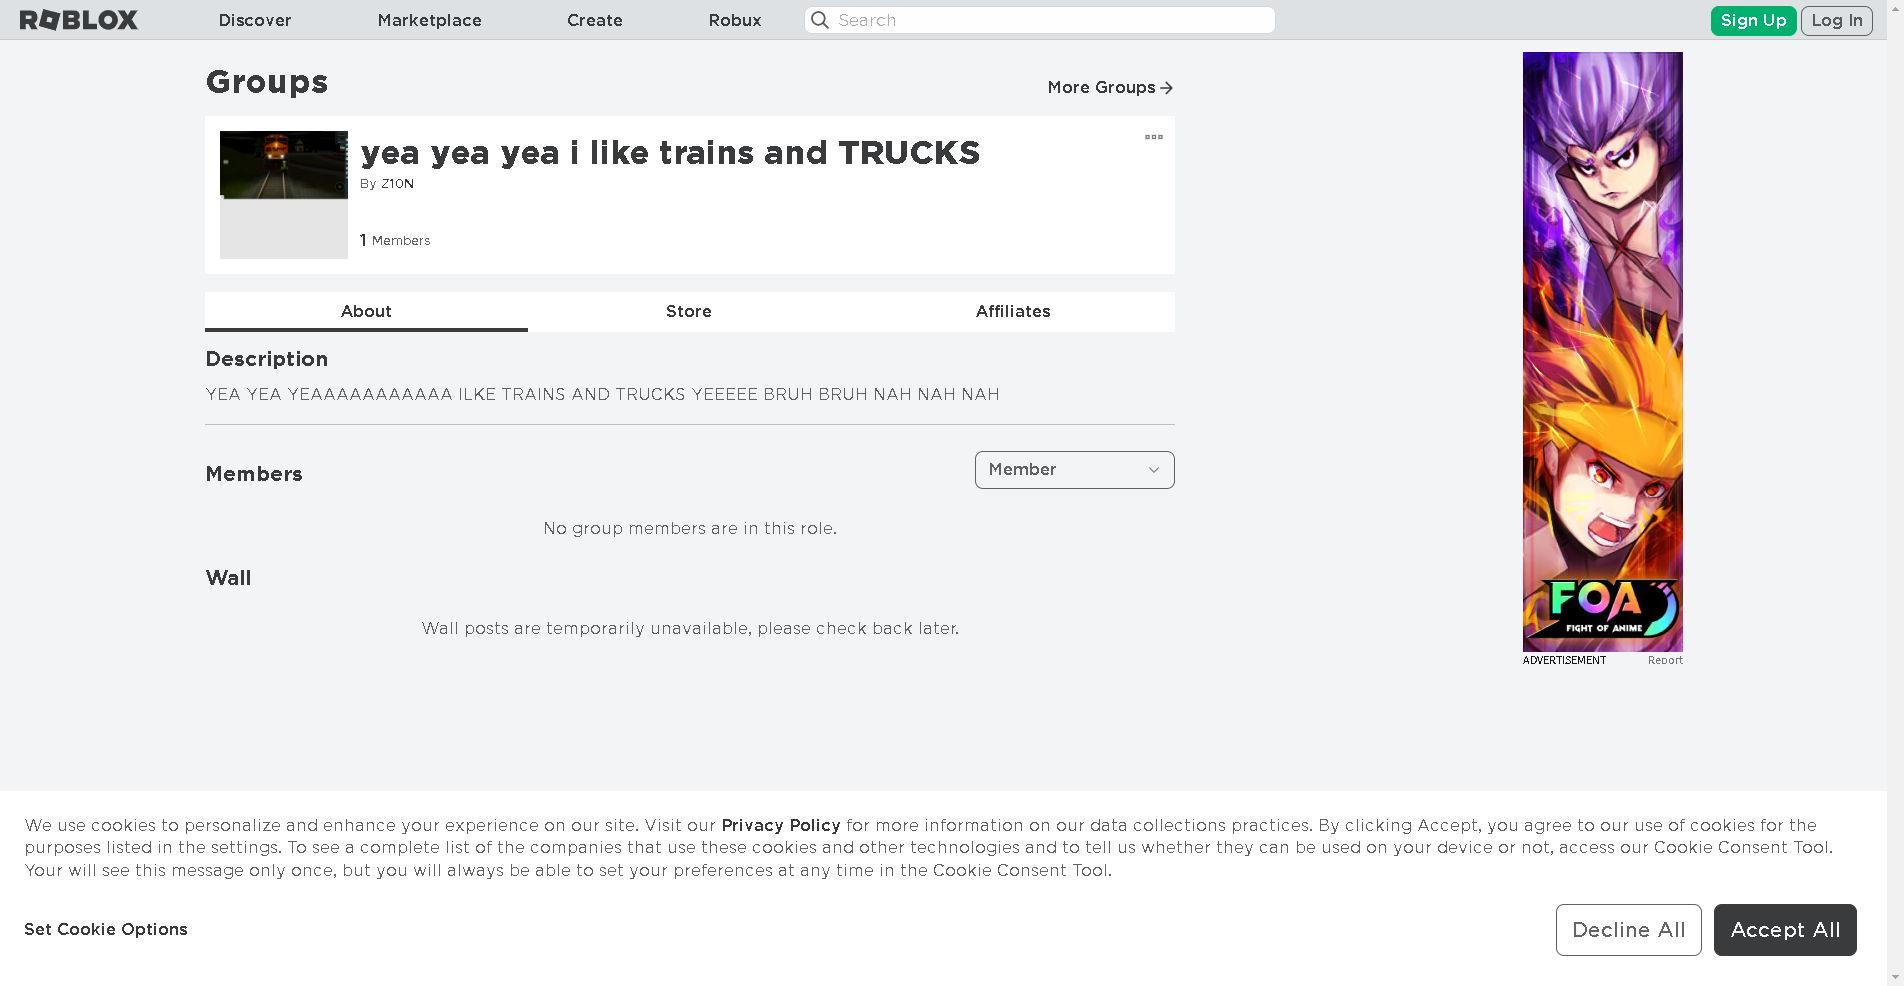 ROBLOX Discover Marketplace Create Robux Search Sign Up Log In
Groups
More Groups
yea yea yea i like trains and TRUCKS
By Z10N
1 Members
About Store Affiliates
Description
YEA YEA YEAAAAAAAAAAA ILKE TRAINS AND TRUCKS YEEEEE BRUH BRUH NAH NAH NAH
Members
Member
No group members are in this role.
Wall
Wall posts are temporarily unavailable, please check back later.
FOA
FIGHT OF ANIME
ADVERTISEMENT Report
We use cookies to personalize and enhance your experience on our site. Visit our Privacy Policy for more information on our data collections practices. By clicking Accept, you agree to our use of cookies for the
purposes listed in the settings. To see a complete list of the companies that use these cookies and other technologies and to tell us whether they can be used on your device or not, access our Cookie Consent Tool.
Your will see this message only once, but you will always be able to set your preferences at any time in the Cookie Consent Tool.
Set Cookie Options
Decline All
Accept All